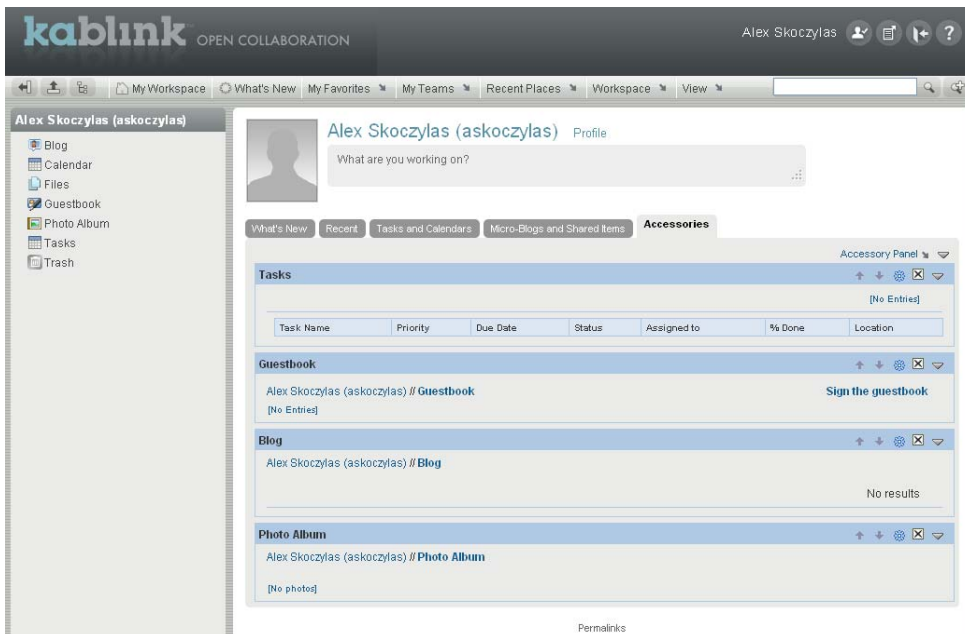 kablink OPEN COLLABORATION
Alex Skoczylas
?
My Workspace What's New My Favorites My Teams Recent Places Workspace View
Alex Skoczylas (askoczylas)
Blog
Calendar
Files
Guestbook
Photo Album
Tasks
Trash
Alex Skoczylas (askoczylas) Profile
What are you working on?
What's New Recent Tasks and Calendars Micro-Blogs and Shared Items Accessories
Accessory Panel
Tasks
[No Entries]
Task Name Priority Due Date Status Assigned to % Done Location
Guestbook
Alex Skoczylas (askoczylas) // Guestbook Sign the guestbook
[No Entries]
Blog
Alex Skoczylas (askoczylas) // Blog
No results
Photo Album
Alex Skoczylas (askoczylas) // Photo Album
[No photos]
Permalinks